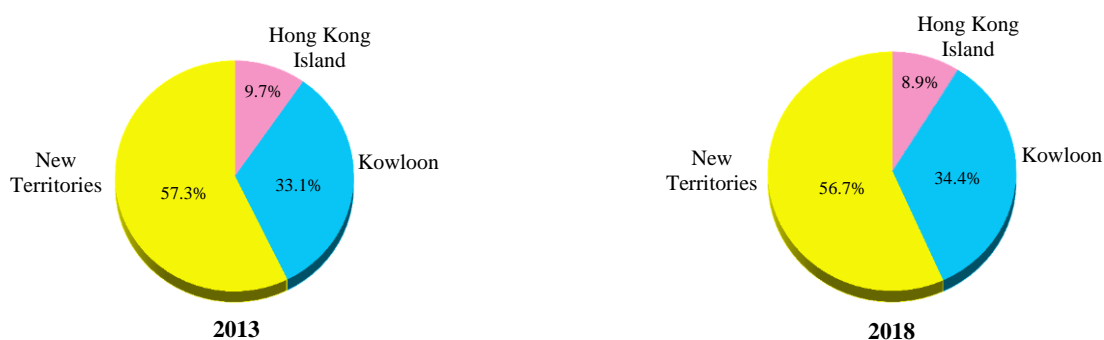 Hong Kong
Island
9.7%
New
Territories
57.3%
33.1%
Kowloon
2013
Hong Kong
Island
8.9%
New
Territories
56.7%
34.4%
Kowloon
2018